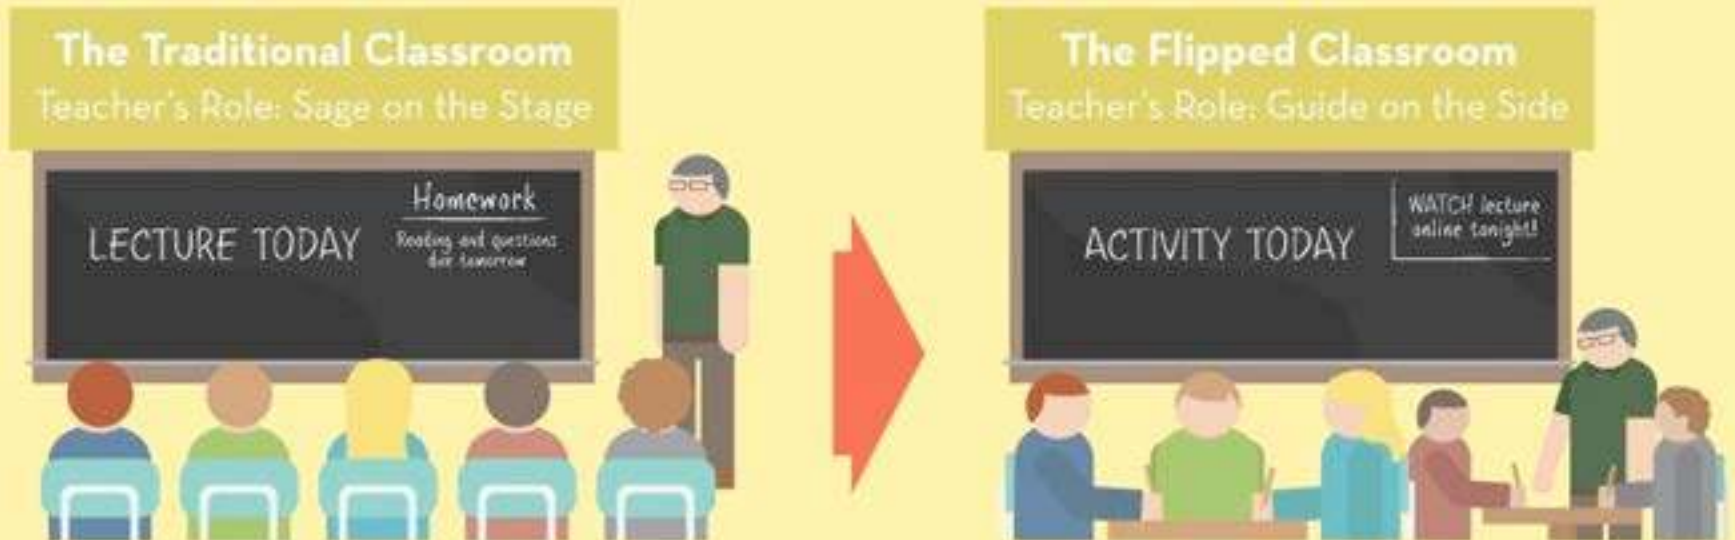 The Traditional Classroom
Teacher's Role: Sage on the Stage
LECTURE TODAY
Homework
Reading and questions
due tomorrow
The Flipped Classroom
Teacher's Role: Guide on the Side
ACTIVITY TODAY
WATCH lecture
online tonight!